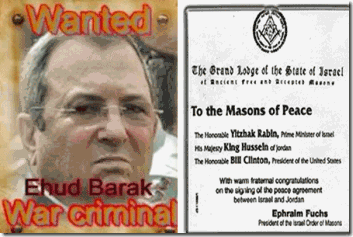 Wanted
Ehud Barak
War criminal
The Grand Lodge of the State of Israel
of Ancient Free and Accepted Masons
To the Masons of Peace
The Honorable Yitzhak Rabin, Prime Minister of Israel
His Majesty King Hussein of Jordan
The Honorable Bill Clinton, President of the United States
With warm fraternal congratulations
on the signing of the peace agreement
between Israel and Jordan
Ephraim Fuchs
President of the Israel Order of Masons